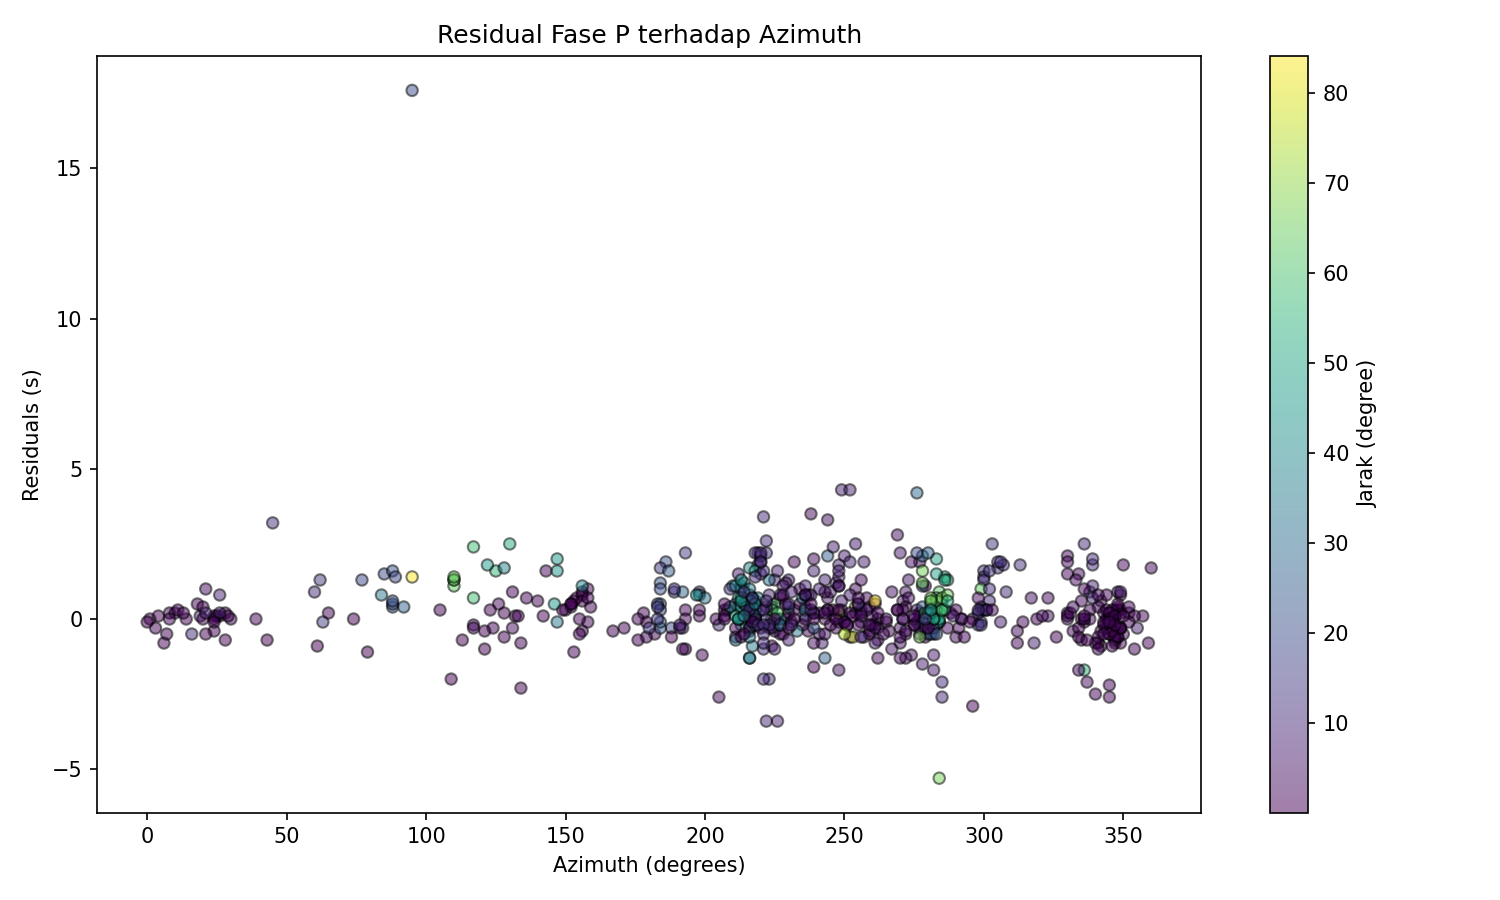 Residual Fase P terhadap Azimuth
Residuals (s)
15
10
5
0
−5
0 50 100 150 200 250 300 350
Azimuth (degrees)
80
70
60
50
40
30
20
10
Jarak (degree)